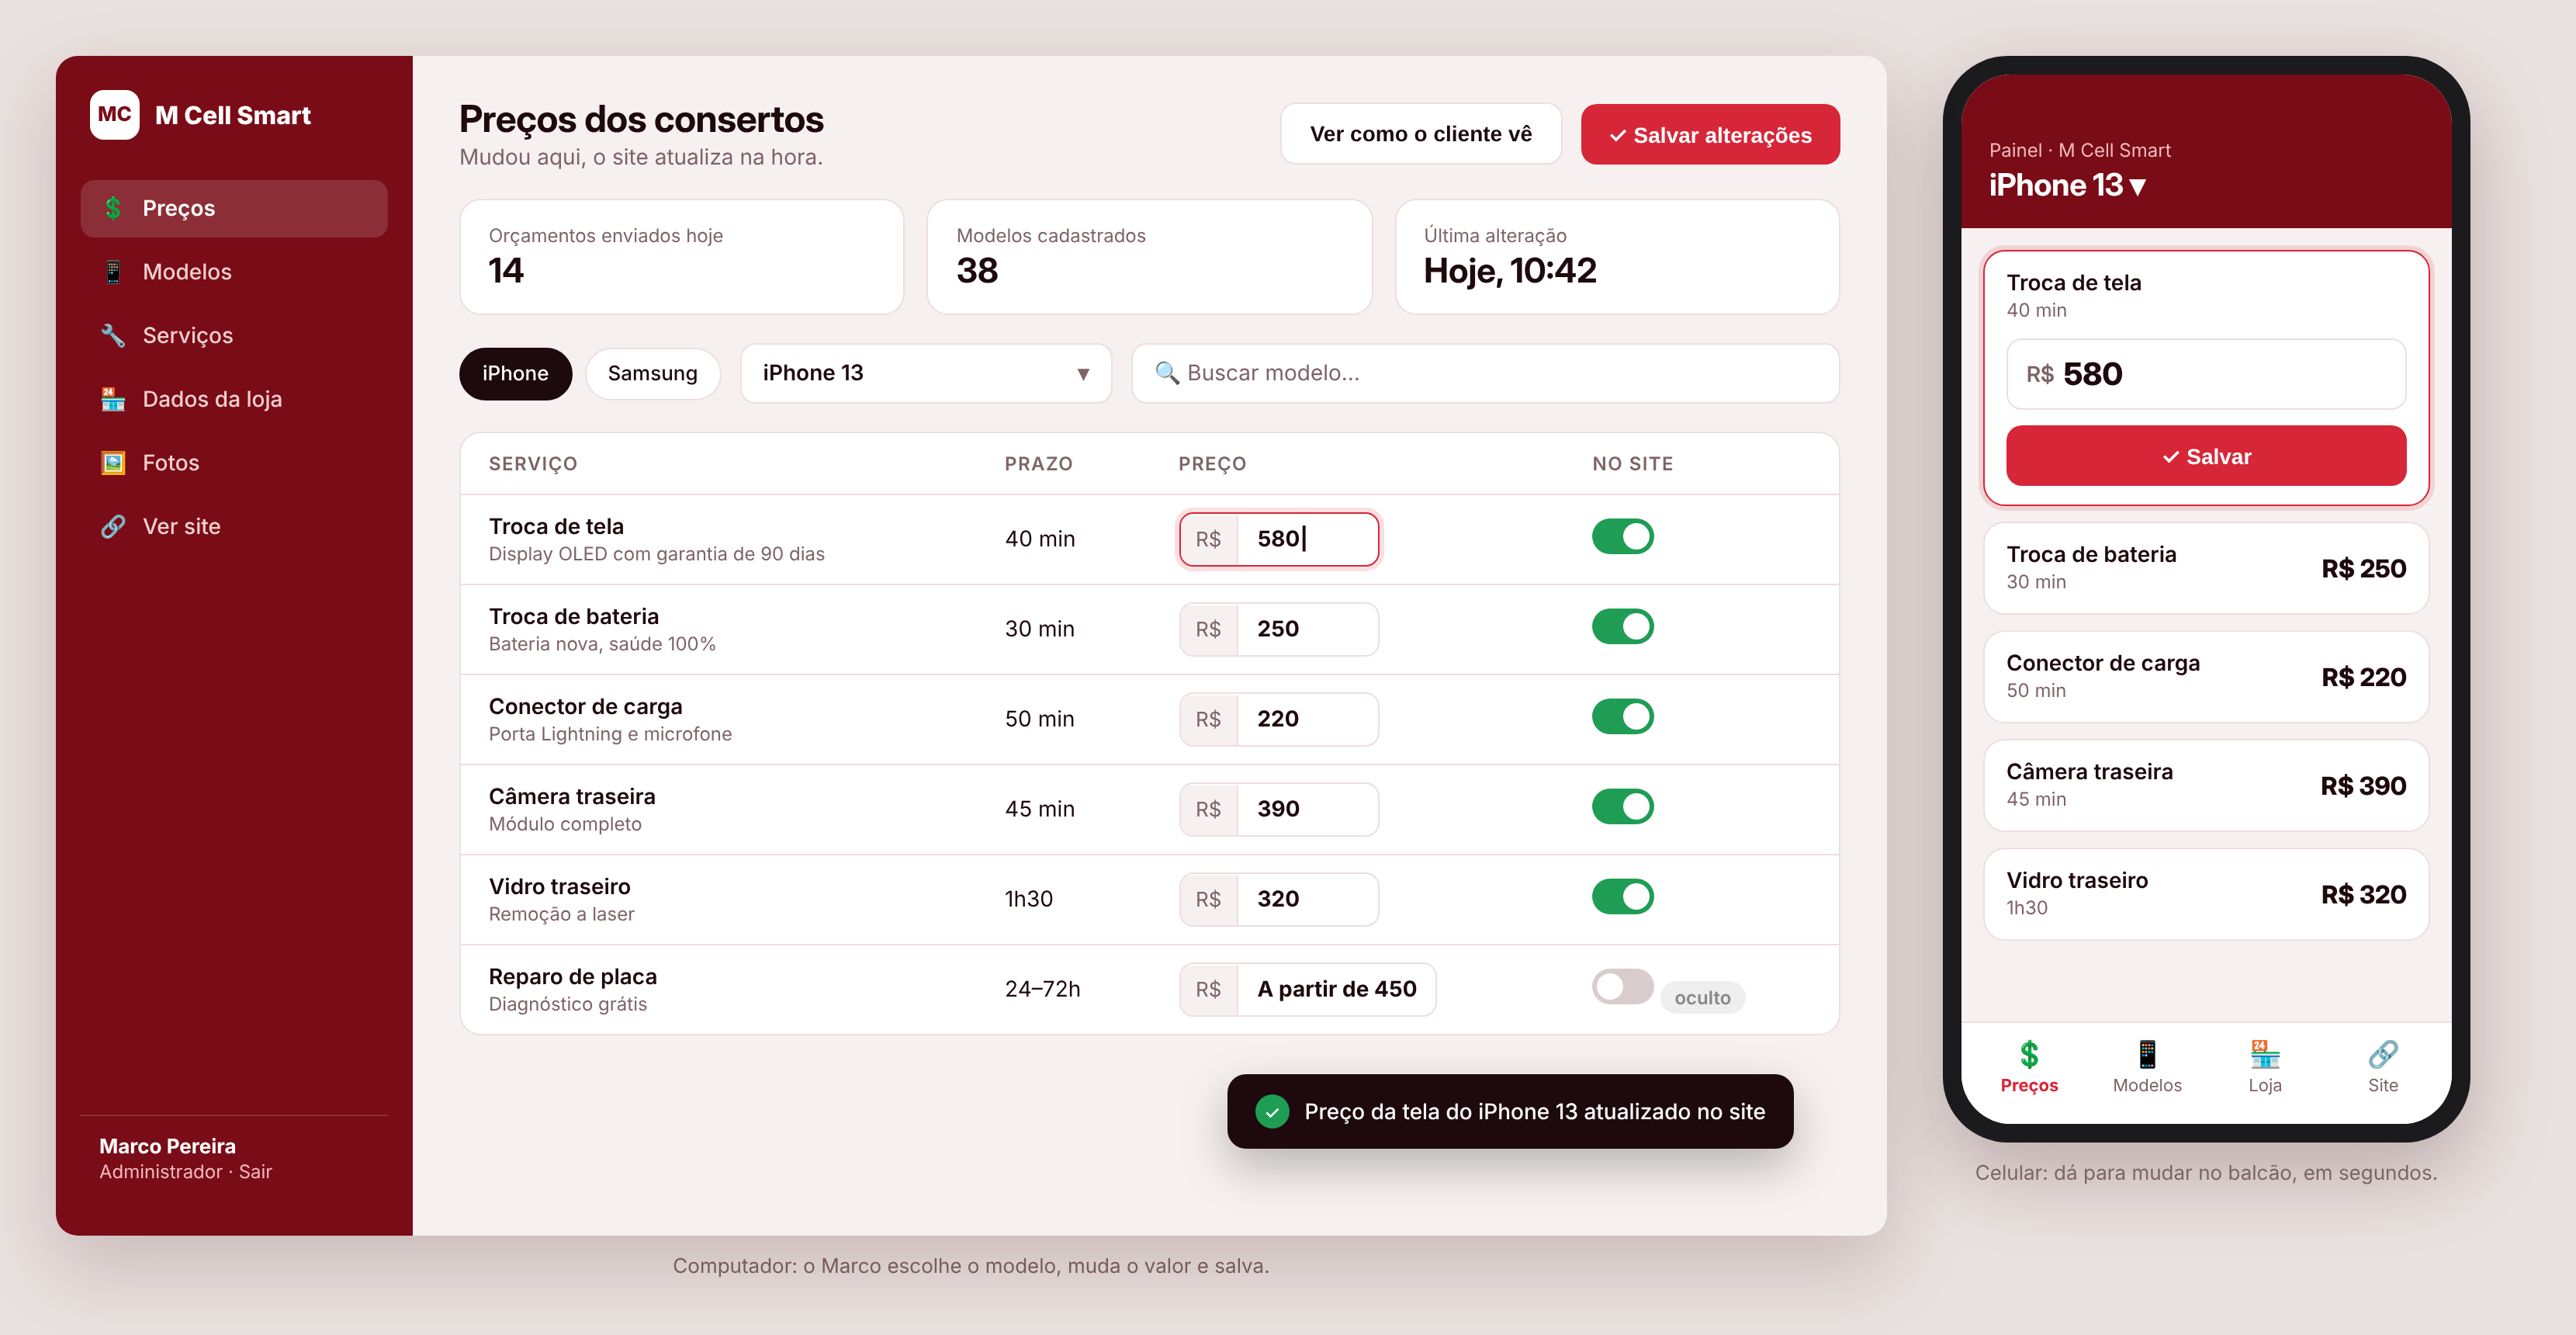 MC M Cell Smart
💲 Preços
📱 Modelos
🔧 Serviços
🏪 Dados da loja
🖼️ Fotos
🔗 Ver site
Marco Pereira
Administrador · Sair
Preços dos consertos
Mudou aqui, o site atualiza na hora.
Ver como o cliente vê
✓ Salvar alterações
Orçamentos enviados hoje
14
Modelos cadastrados
38
Última alteração
Hoje, 10:42
iPhone
Samsung
iPhone 13 ▾
🔍 Buscar modelo...
SERVIÇO PRAZO PREÇO NO SITE
Troca de tela
Display OLED com garantia de 90 dias
40 min
R$ 580
Troca de bateria
Bateria nova, saúde 100%
30 min
R$ 250
Conector de carga
Porta Lightning e microfone
50 min
R$ 220
Câmera traseira
Módulo completo
45 min
R$ 390
Vidro traseiro
Remoção a laser
1h30
R$ 320
Reparo de placa
Diagnóstico grátis
24–72h
R$ A partir de 450
oculto
✓ Preço da tela do iPhone 13 atualizado no site
Computador: o Marco escolhe o modelo, muda o valor e salva.
Painel · M Cell Smart
iPhone 13 ▾
Troca de tela
40 min
R$ 580
✓ Salvar
Troca de bateria
30 min
R$ 250
Conector de carga
50 min
R$ 220
Câmera traseira
45 min
R$ 390
Vidro traseiro
1h30
R$ 320
Preços
Modelos
Loja
Site
Celular: dá para mudar no balcão, em segundos.